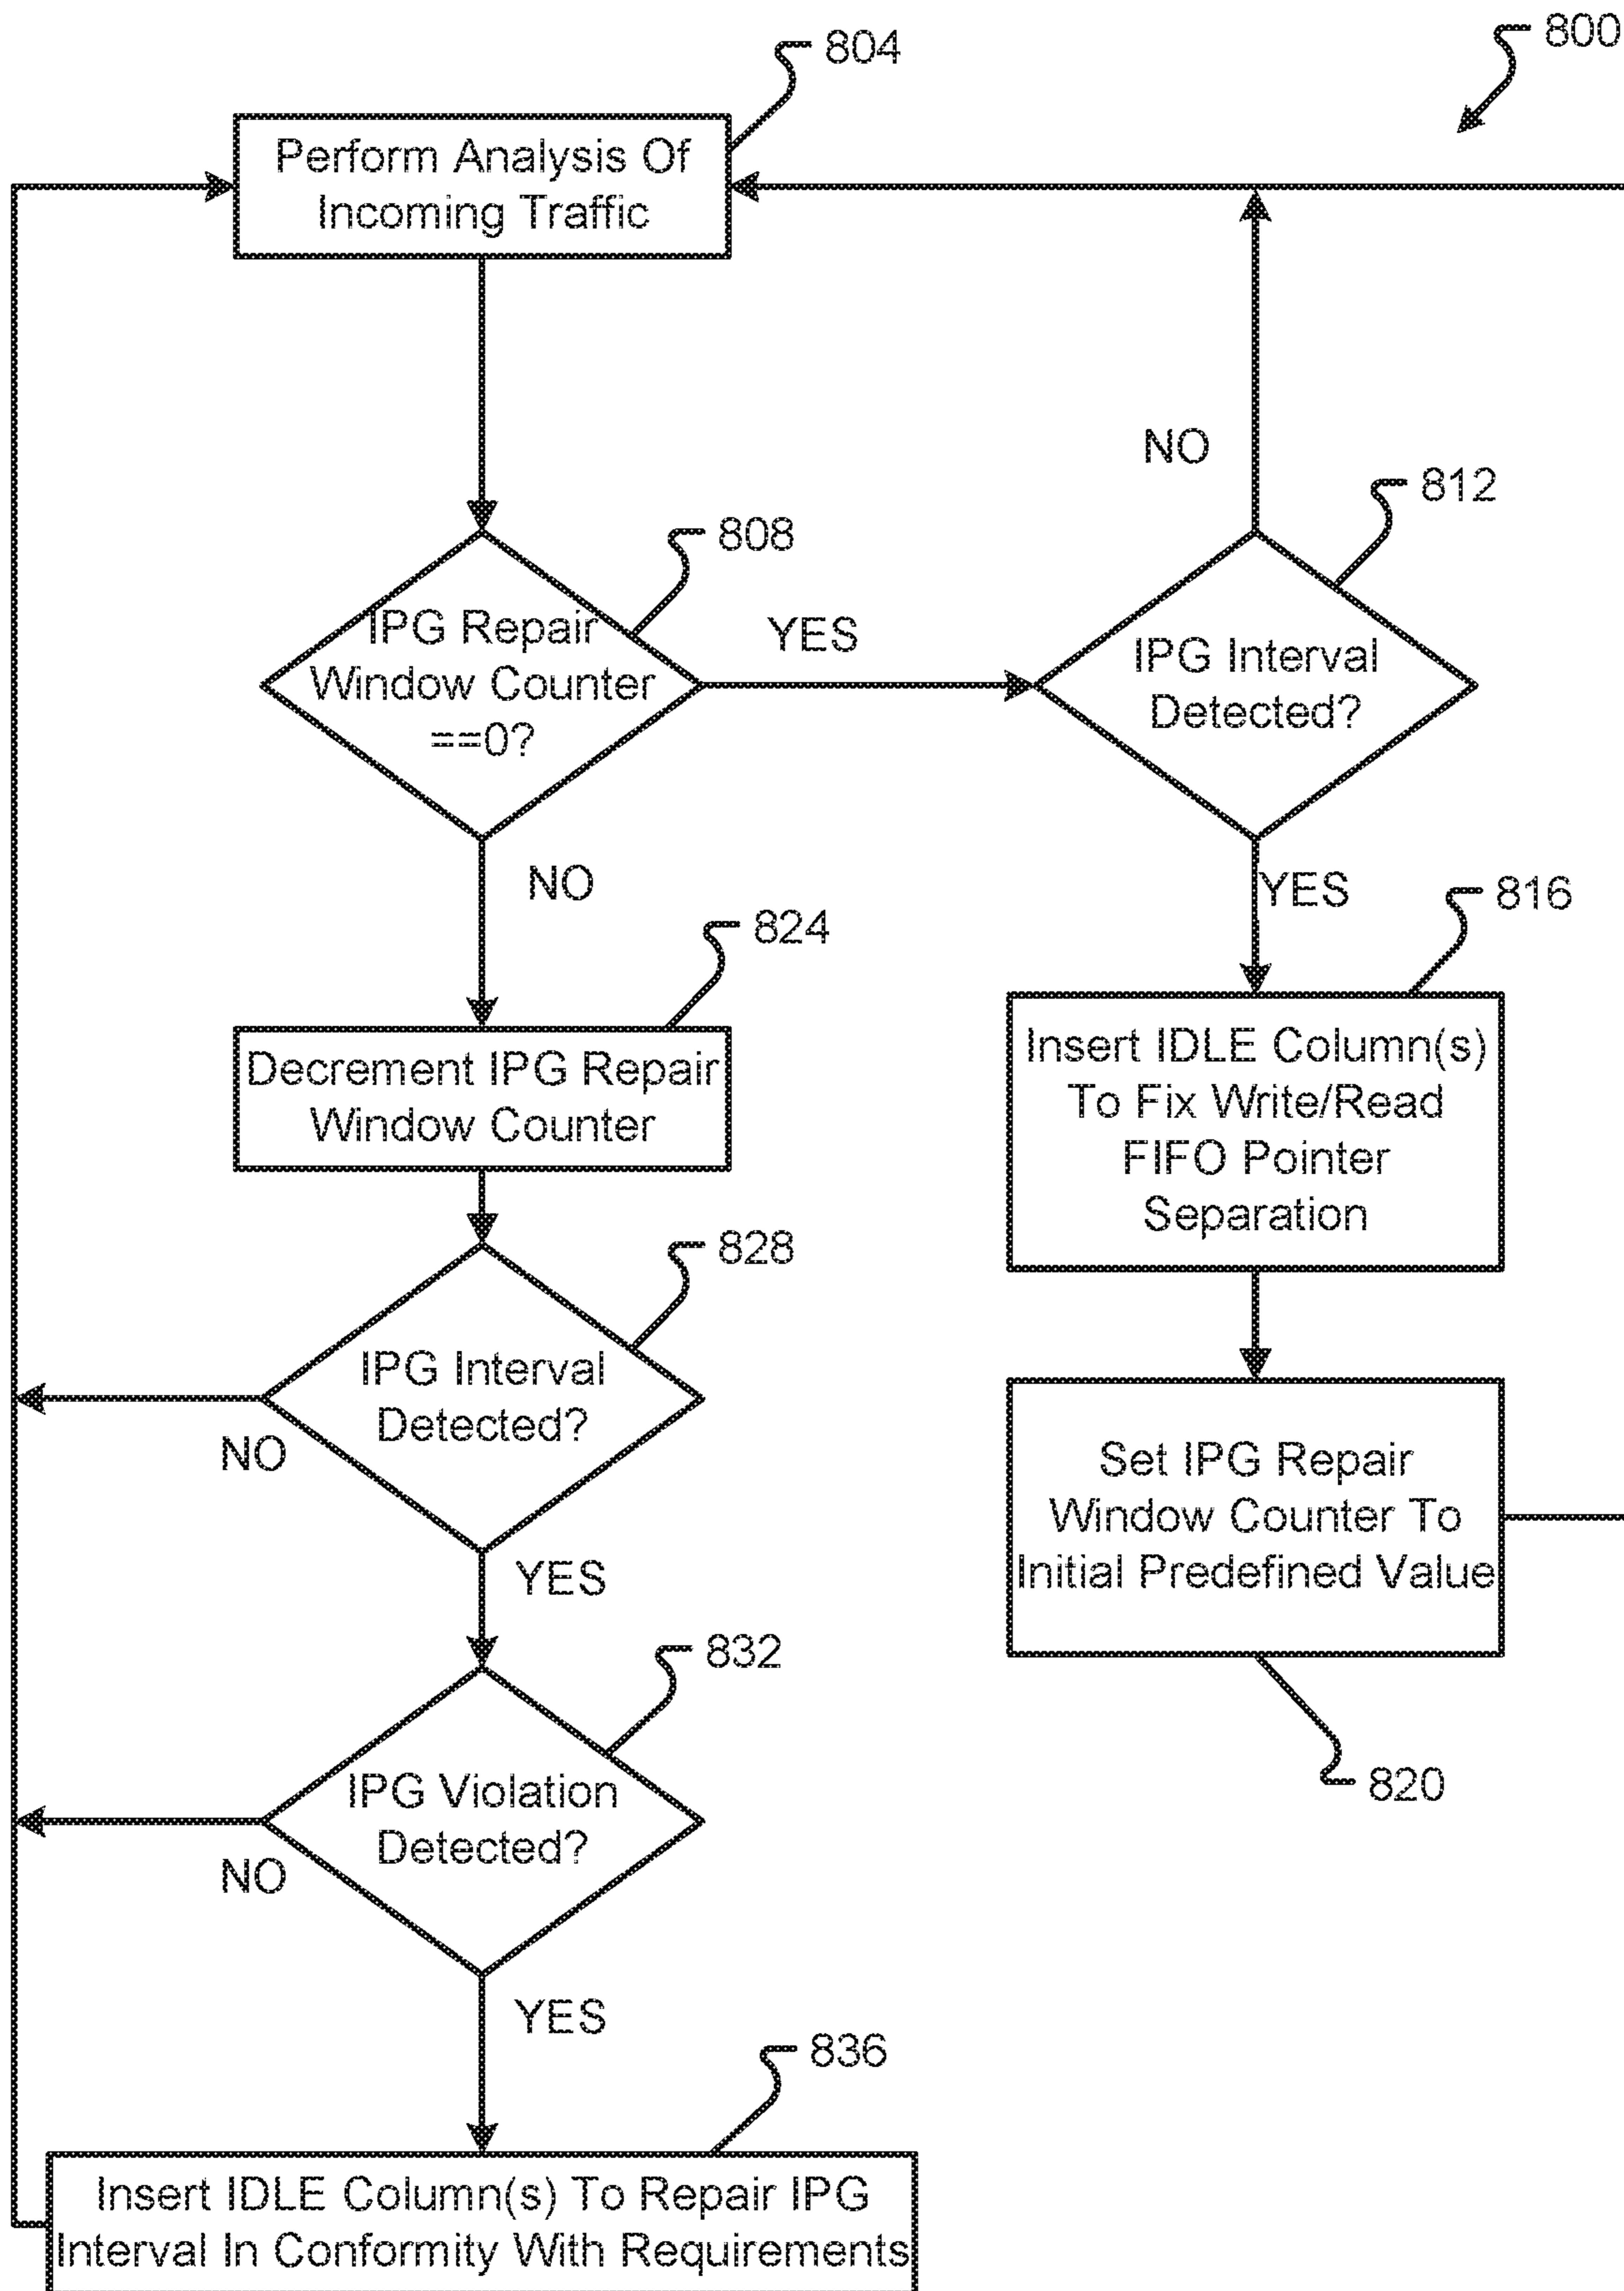 800
804
Perform Analysis Of
Incoming Traffic
NO
812
808
IPG Repair
Window Counter
==0?
YES
IPG Interval
Detected?
NO
YES
816
824
Decrement IPG Repair
Window Counter
Insert IDLE Column(s)
To Fix Write/Read
FIFO Pointer
Separation
828
IPG Interval
Detected?
NO
YES
Set IPG Repair
Window Counter To
Initial Predefined Value
820
832
IPG Violation
Detected?
NO
YES
836
Insert IDLE Column(s) To Repair IPG
Interval In Conformity With Requirements